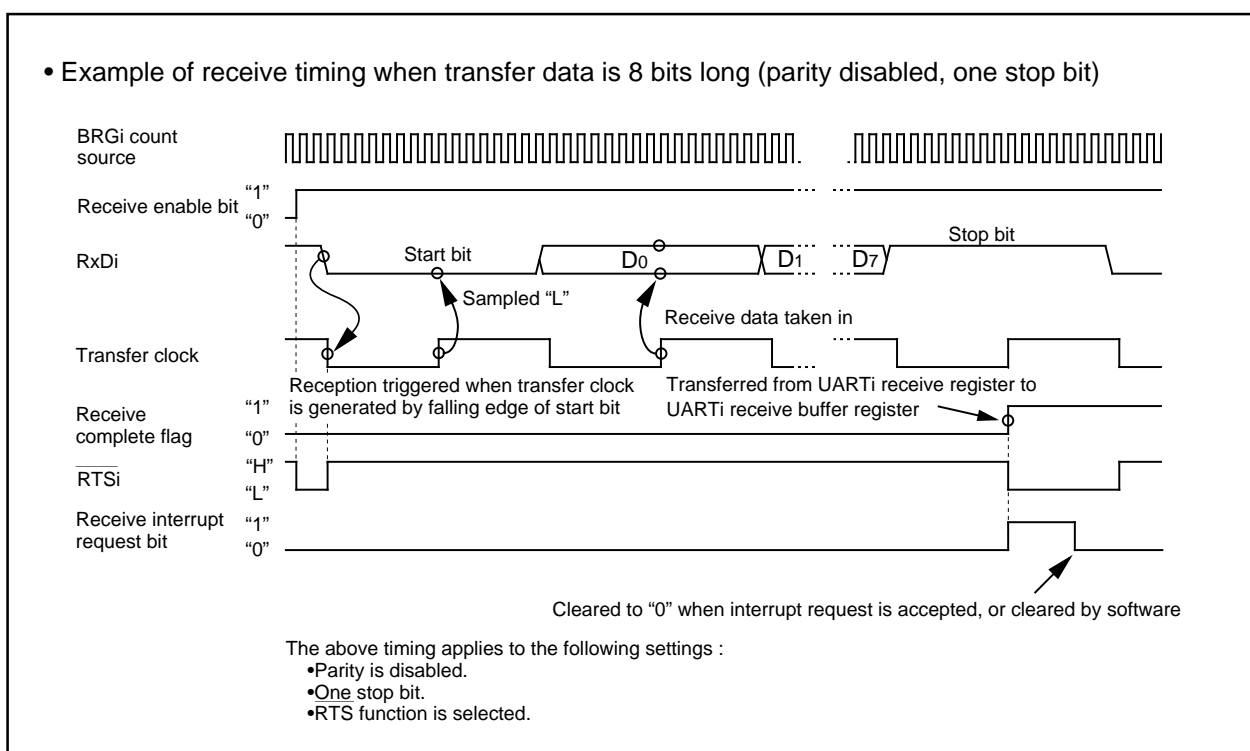 • Example of receive timing when transfer data is 8 bits long (parity disabled, one stop bit)
BRGi count
source
Receive enable bit
“1”
“0”
RxDi
Start bit
D0
D1
D7
Stop bit
Sampled “L”
Receive data taken in
Transfer clock
Reception triggered when transfer clock
is generated by falling edge of start bit
Transferred from UARTi receive register to
UARTi receive buffer register
Receive
complete flag
“1”
“0”
RTSi
“H”
“L”
Receive interrupt
request bit
“1”
“0”
Cleared to “0” when interrupt request is accepted, or cleared by software
The above timing applies to the following settings :
•Parity is disabled.
•One stop bit.
•RTS function is selected.